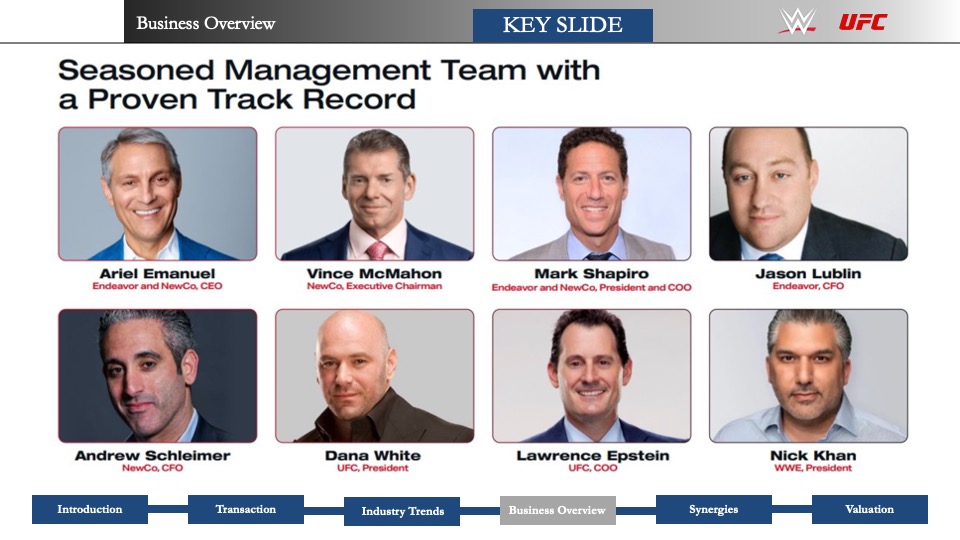 Business Overview
KEY SLIDE
W
UFC
Seasoned Management Team with
a Proven Track Record
Ariel Emanuel
Endeavor and NewCo, CEO
Vince McMahon
NewCo, Executive Chairman
Mark Shapiro
Endeavor and NewCo, President and COO
Jason Lublin
Endeavor, CFO
Andrew Schleimer
NewCo, CFO
Dana White
UFC, President
Lawrence Epstein
UFC, COO
Nick Khan
WWE, President
Introduction
Transaction
Industry Trends
Business Overview
Synergies
Valuation